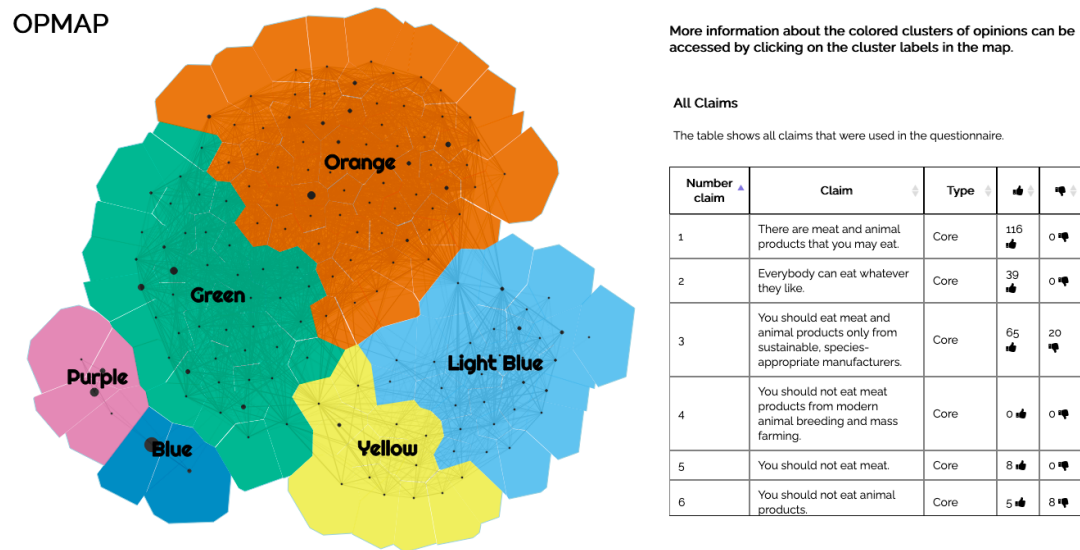 OPMAP
Orange
Green
Light Blue
Purple
Blue
Yellow
More information about the colored clusters of opinions can be
accessed by clicking on the cluster labels in the map.
All Claims
The table shows all claims that were used in the questionnaire.
Number
claim
Claim
Type
1
There are meat and animal
products that you may eat.
Core
116
0
2
Everybody can eat whatever
they like.
Core
39
0
3
You should eat meat and
animal products only from
sustainable, species-
appropriate manufacturers.
Core
65
20
4
You should not eat meat
products from modern
animal breeding and mass
farming.
Core
0
0
5
You should not eat meat.
Core
8
0
6
You should not eat animal
products.
Core
5
8